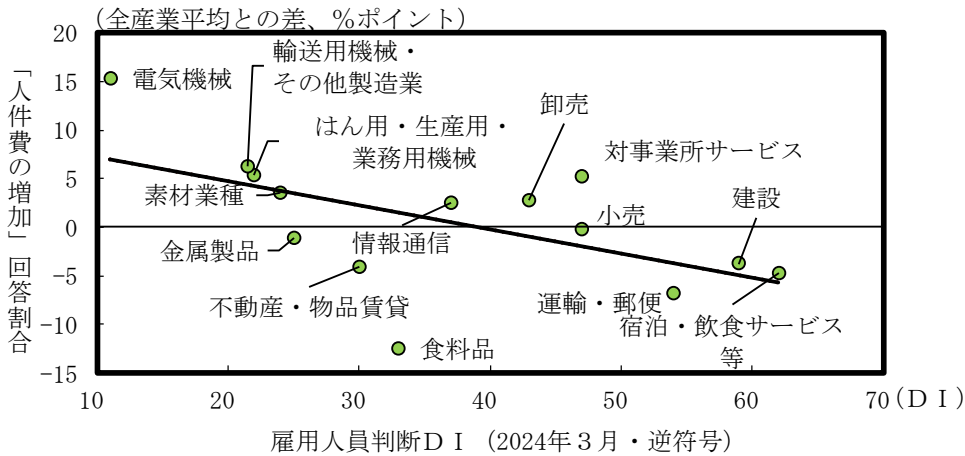 （全産業平均との差、％ポイント）
「人件費の増加」回答割合
20
15
10
5
0
-5
-10
-15
電気機械
輸送用機械・
その他製造業
はん用・生産用・
業務用機械
素材業種
金属製品
不動産・物品賃貸
食料品
情報通信
卸売
対事業所サービス
小売
建設
運輸・郵便
宿泊・飲食サービス
等
10
20
30
40
50
60
70
（ＤＩ）
雇用人員判断ＤＩ（2024年３月・逆符号）